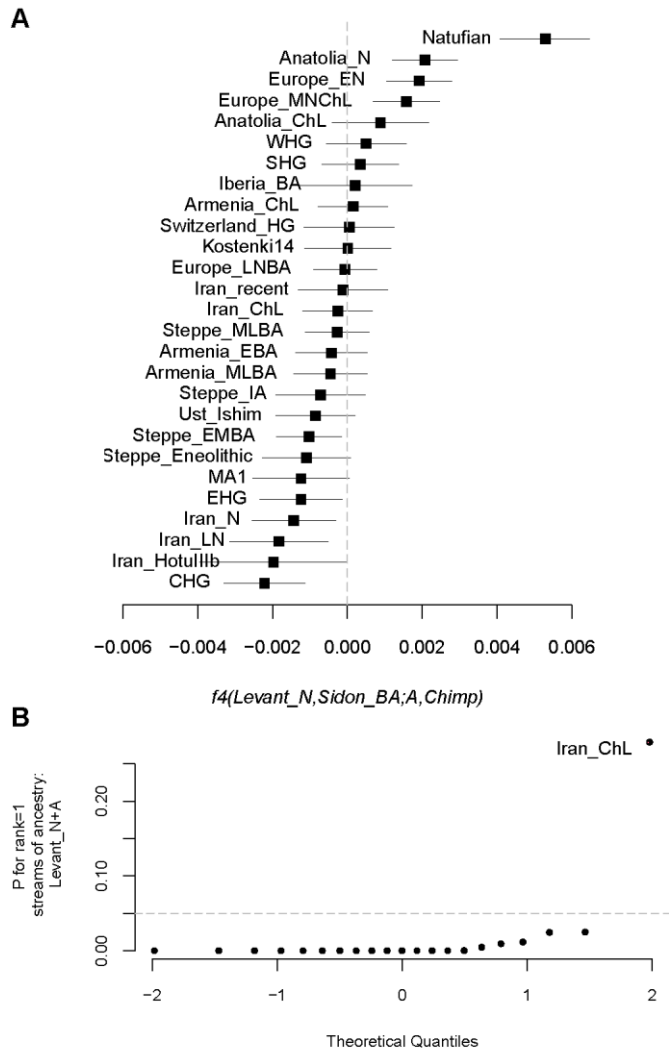 A
Natufian
Anatolia_N
Europe_EN
Europe_MNChL
Anatolia_ChL
WHG
SHG
Iberia_BA
Armenia_ChL
Switzerland_HG
Kostenki14
Europe_LNBA
Iran_recent
Iran_ChL
Steppe_MLBA
Armenia_EBA
Armenia_MLBA
Steppe_IA
Ust_Ishim
Steppe_EMBA
Steppe_Eneolithic
MA1
EHG
Iran_N
Iran_LN
Iran_HotuIIIb
CHG
−0.006 −0.004 −0.002 0.000 0.002 0.004 0.006
f4(Levant_N,Sidon_BA;A,Chimp)
B
Iran_ChL
P for rank=1
streams of ancestry:
Levant_N+A
0.20
0.10
0.00
−2 −1 0 1 2
Theoretical Quantiles